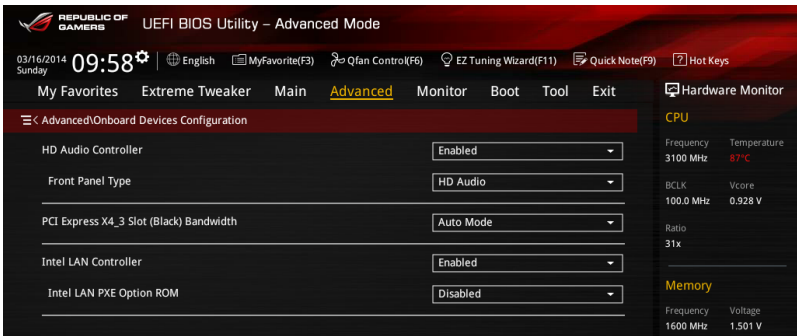 REPUBLIC OF
GAMERS
UEFI BIOS Utility – Advanced Mode
03/16/2014
Sunday
09:58
English
MyFavorite(F3)
Qfan Control(F6)
EZ Tuning Wizard(F11)
Quick Note(F9)
? Hot Keys
My Favorites Extreme Tweaker Main Advanced Monitor Boot Tool Exit
Advanced\Onboard Devices Configuration
HD Audio Controller Enabled
Front Panel Type HD Audio
PCI Express X4_3 Slot (Black) Bandwidth Auto Mode
Intel LAN Controller Enabled
Intel LAN PXE Option ROM Disabled
Hardware Monitor
CPU
Frequency Temperature
3100 MHz 87°C
BCLK Vcore
100.0 MHz 0.928 V
Ratio
31x
Memory
Frequency Voltage
1600 MHz 1.501 V